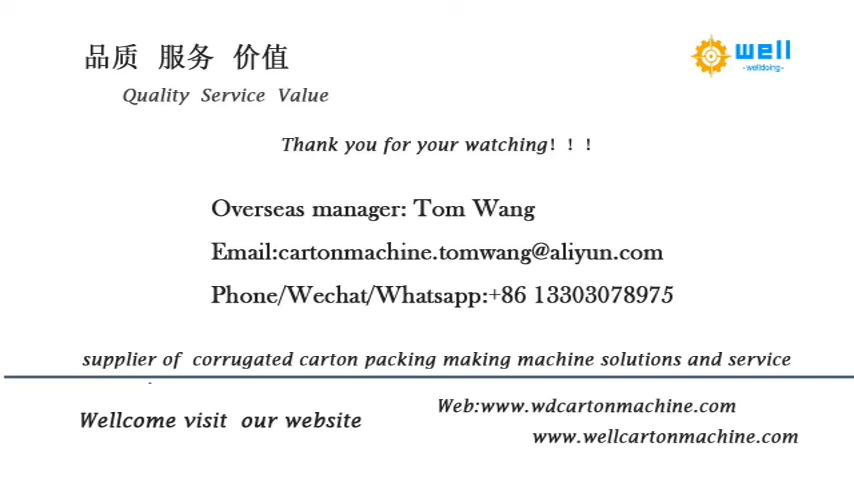 品质 服务 价值
well
-welldoing-
Quality Service Value
Thank you for your watching！！！
Overseas manager: Tom Wang
Email:cartonmachine.tomwang@aliyun.com
Phone/Wechat/Whatsapp:+86 13303078975
supplier of corrugated carton packing making machine solutions and service
Wellcome visit our website
Web:www.wdcartonmachine.com
www.wellcartonmachine.com